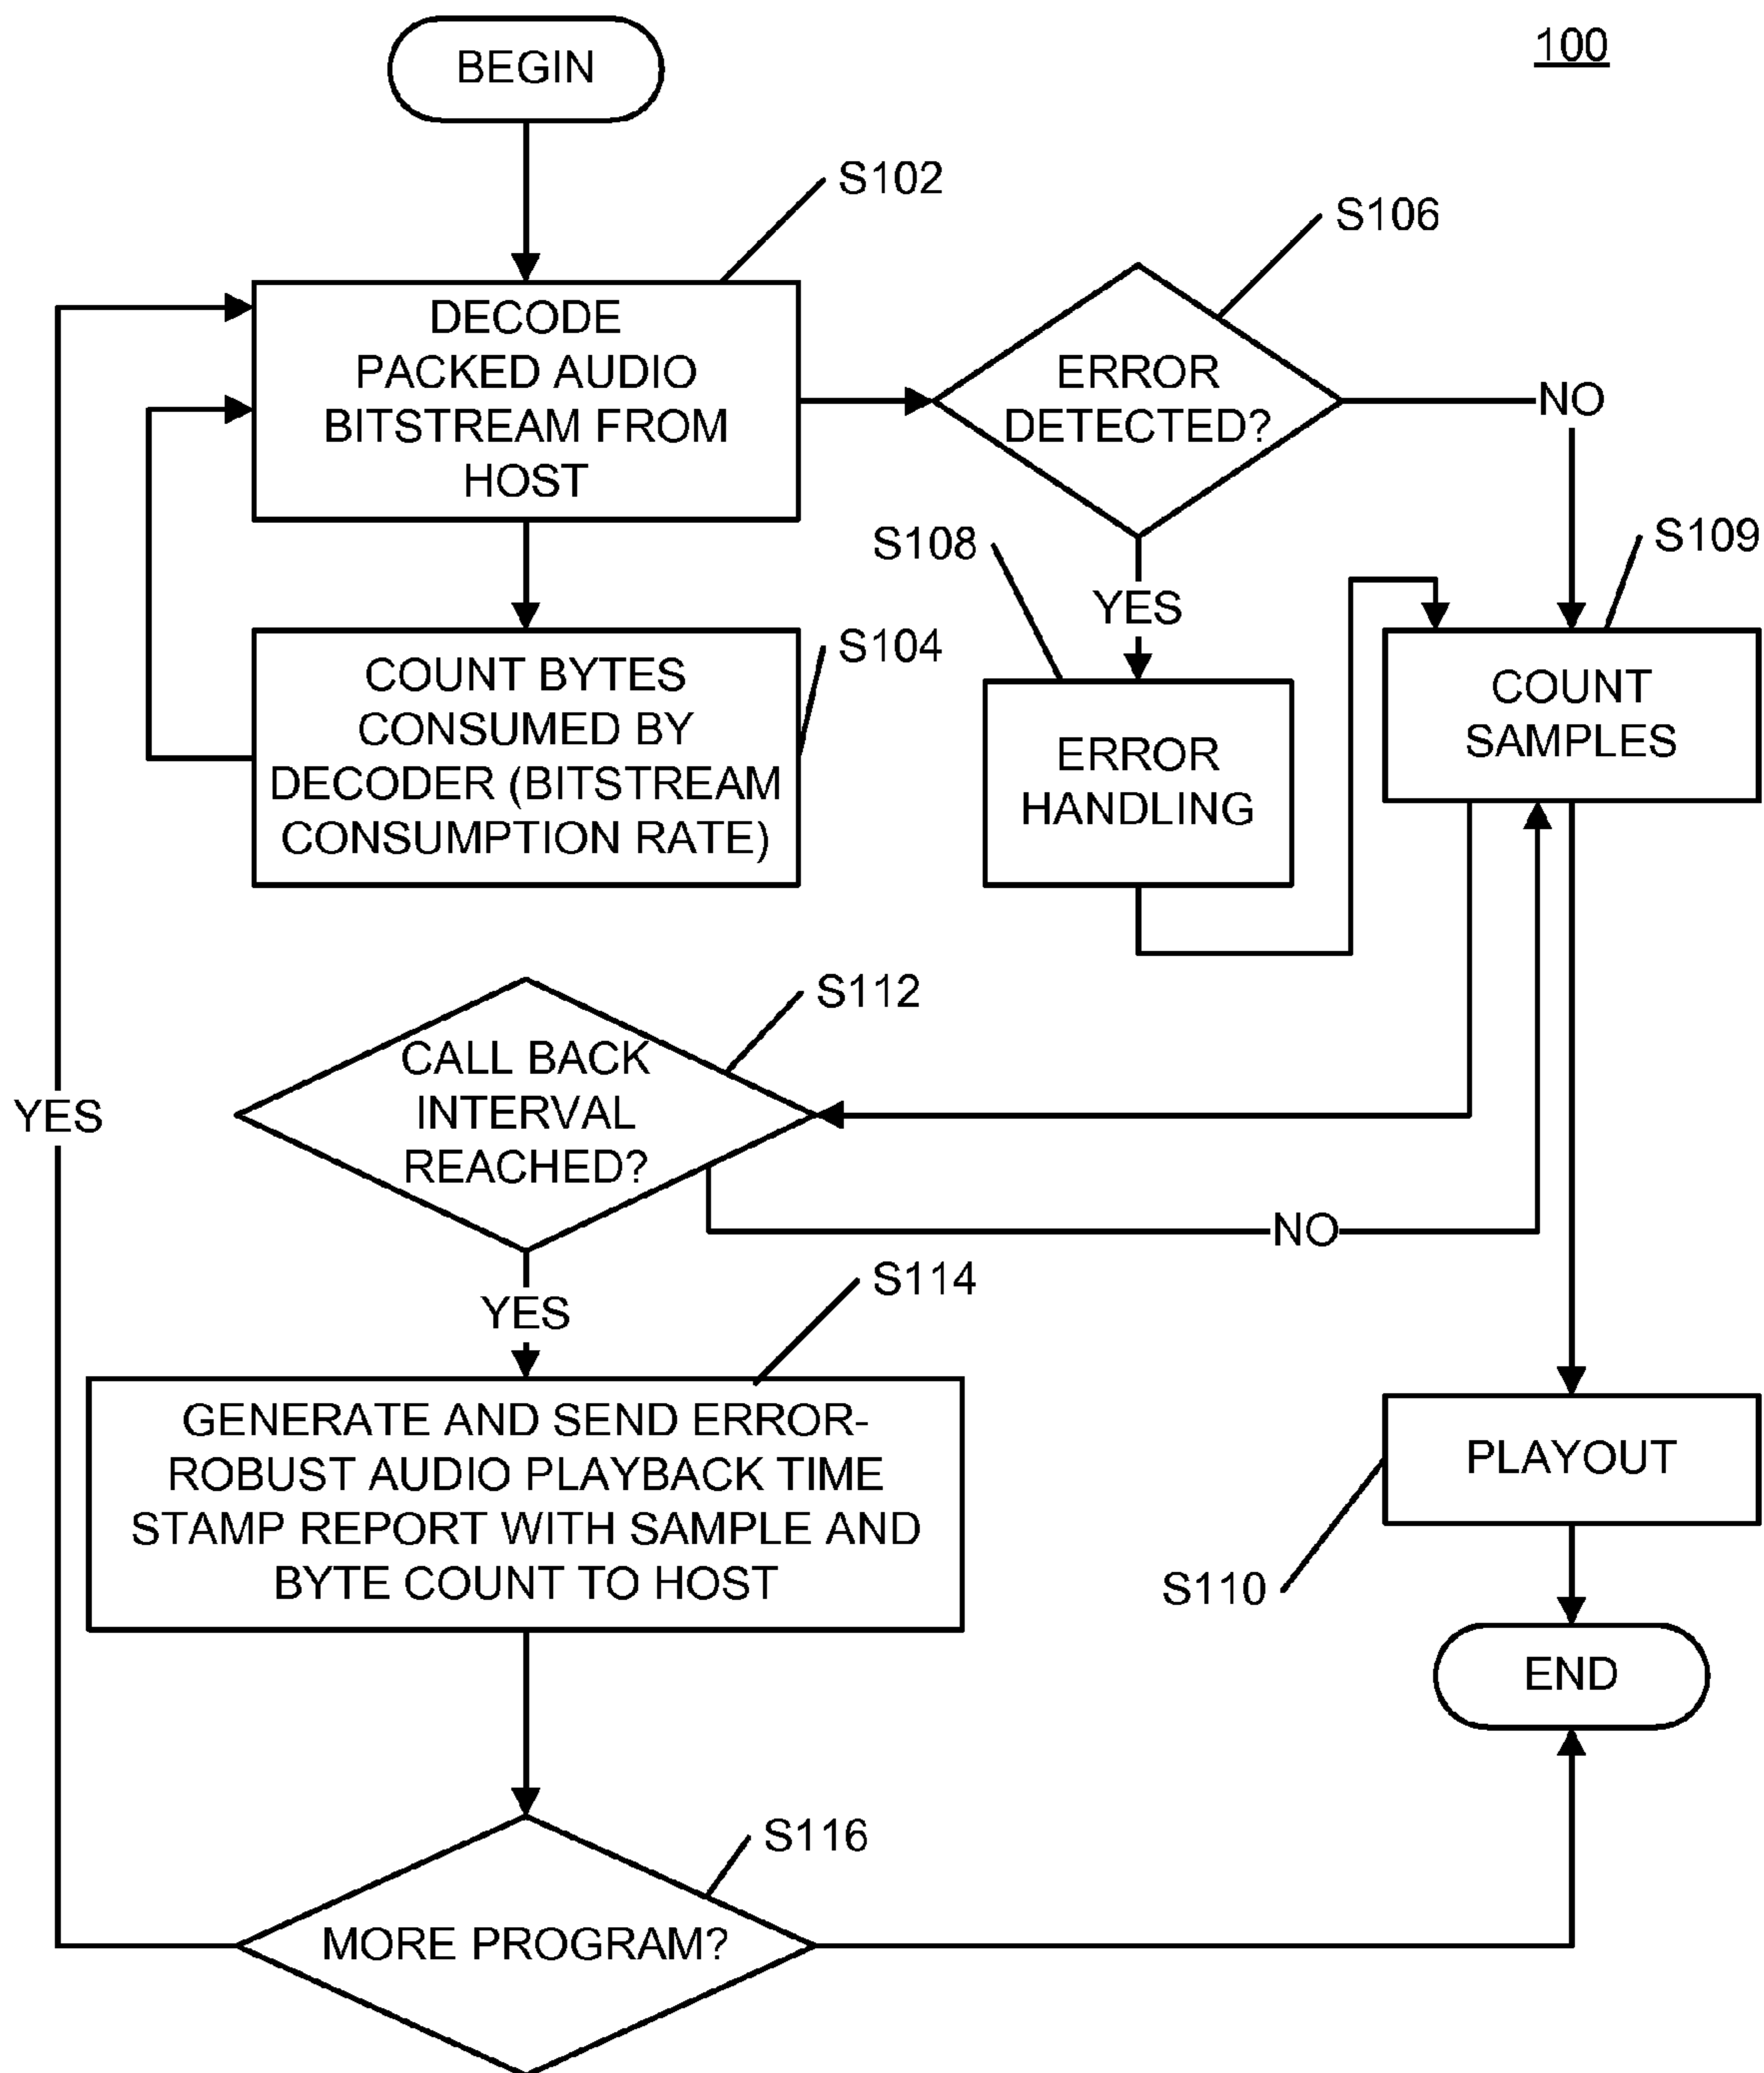 BEGIN
100
S102
S106
DECODE
PACKED AUDIO
BITSTREAM FROM
HOST
ERROR
DETECTED?
NO
S108
S109
YES
S104
COUNT BYTES
CONSUMED BY
DECODER (BITSTREAM
CONSUMPTION RATE)
ERROR
HANDLING
COUNT
SAMPLES
S112
CALL BACK
INTERVAL
REACHED?
YES
NO
S114
YES
GENERATE AND SEND ERROR-
ROBUST AUDIO PLAYBACK TIME
STAMP REPORT WITH SAMPLE AND
BYTE COUNT TO HOST
PLAYOUT
S110
END
S116
MORE PROGRAM?